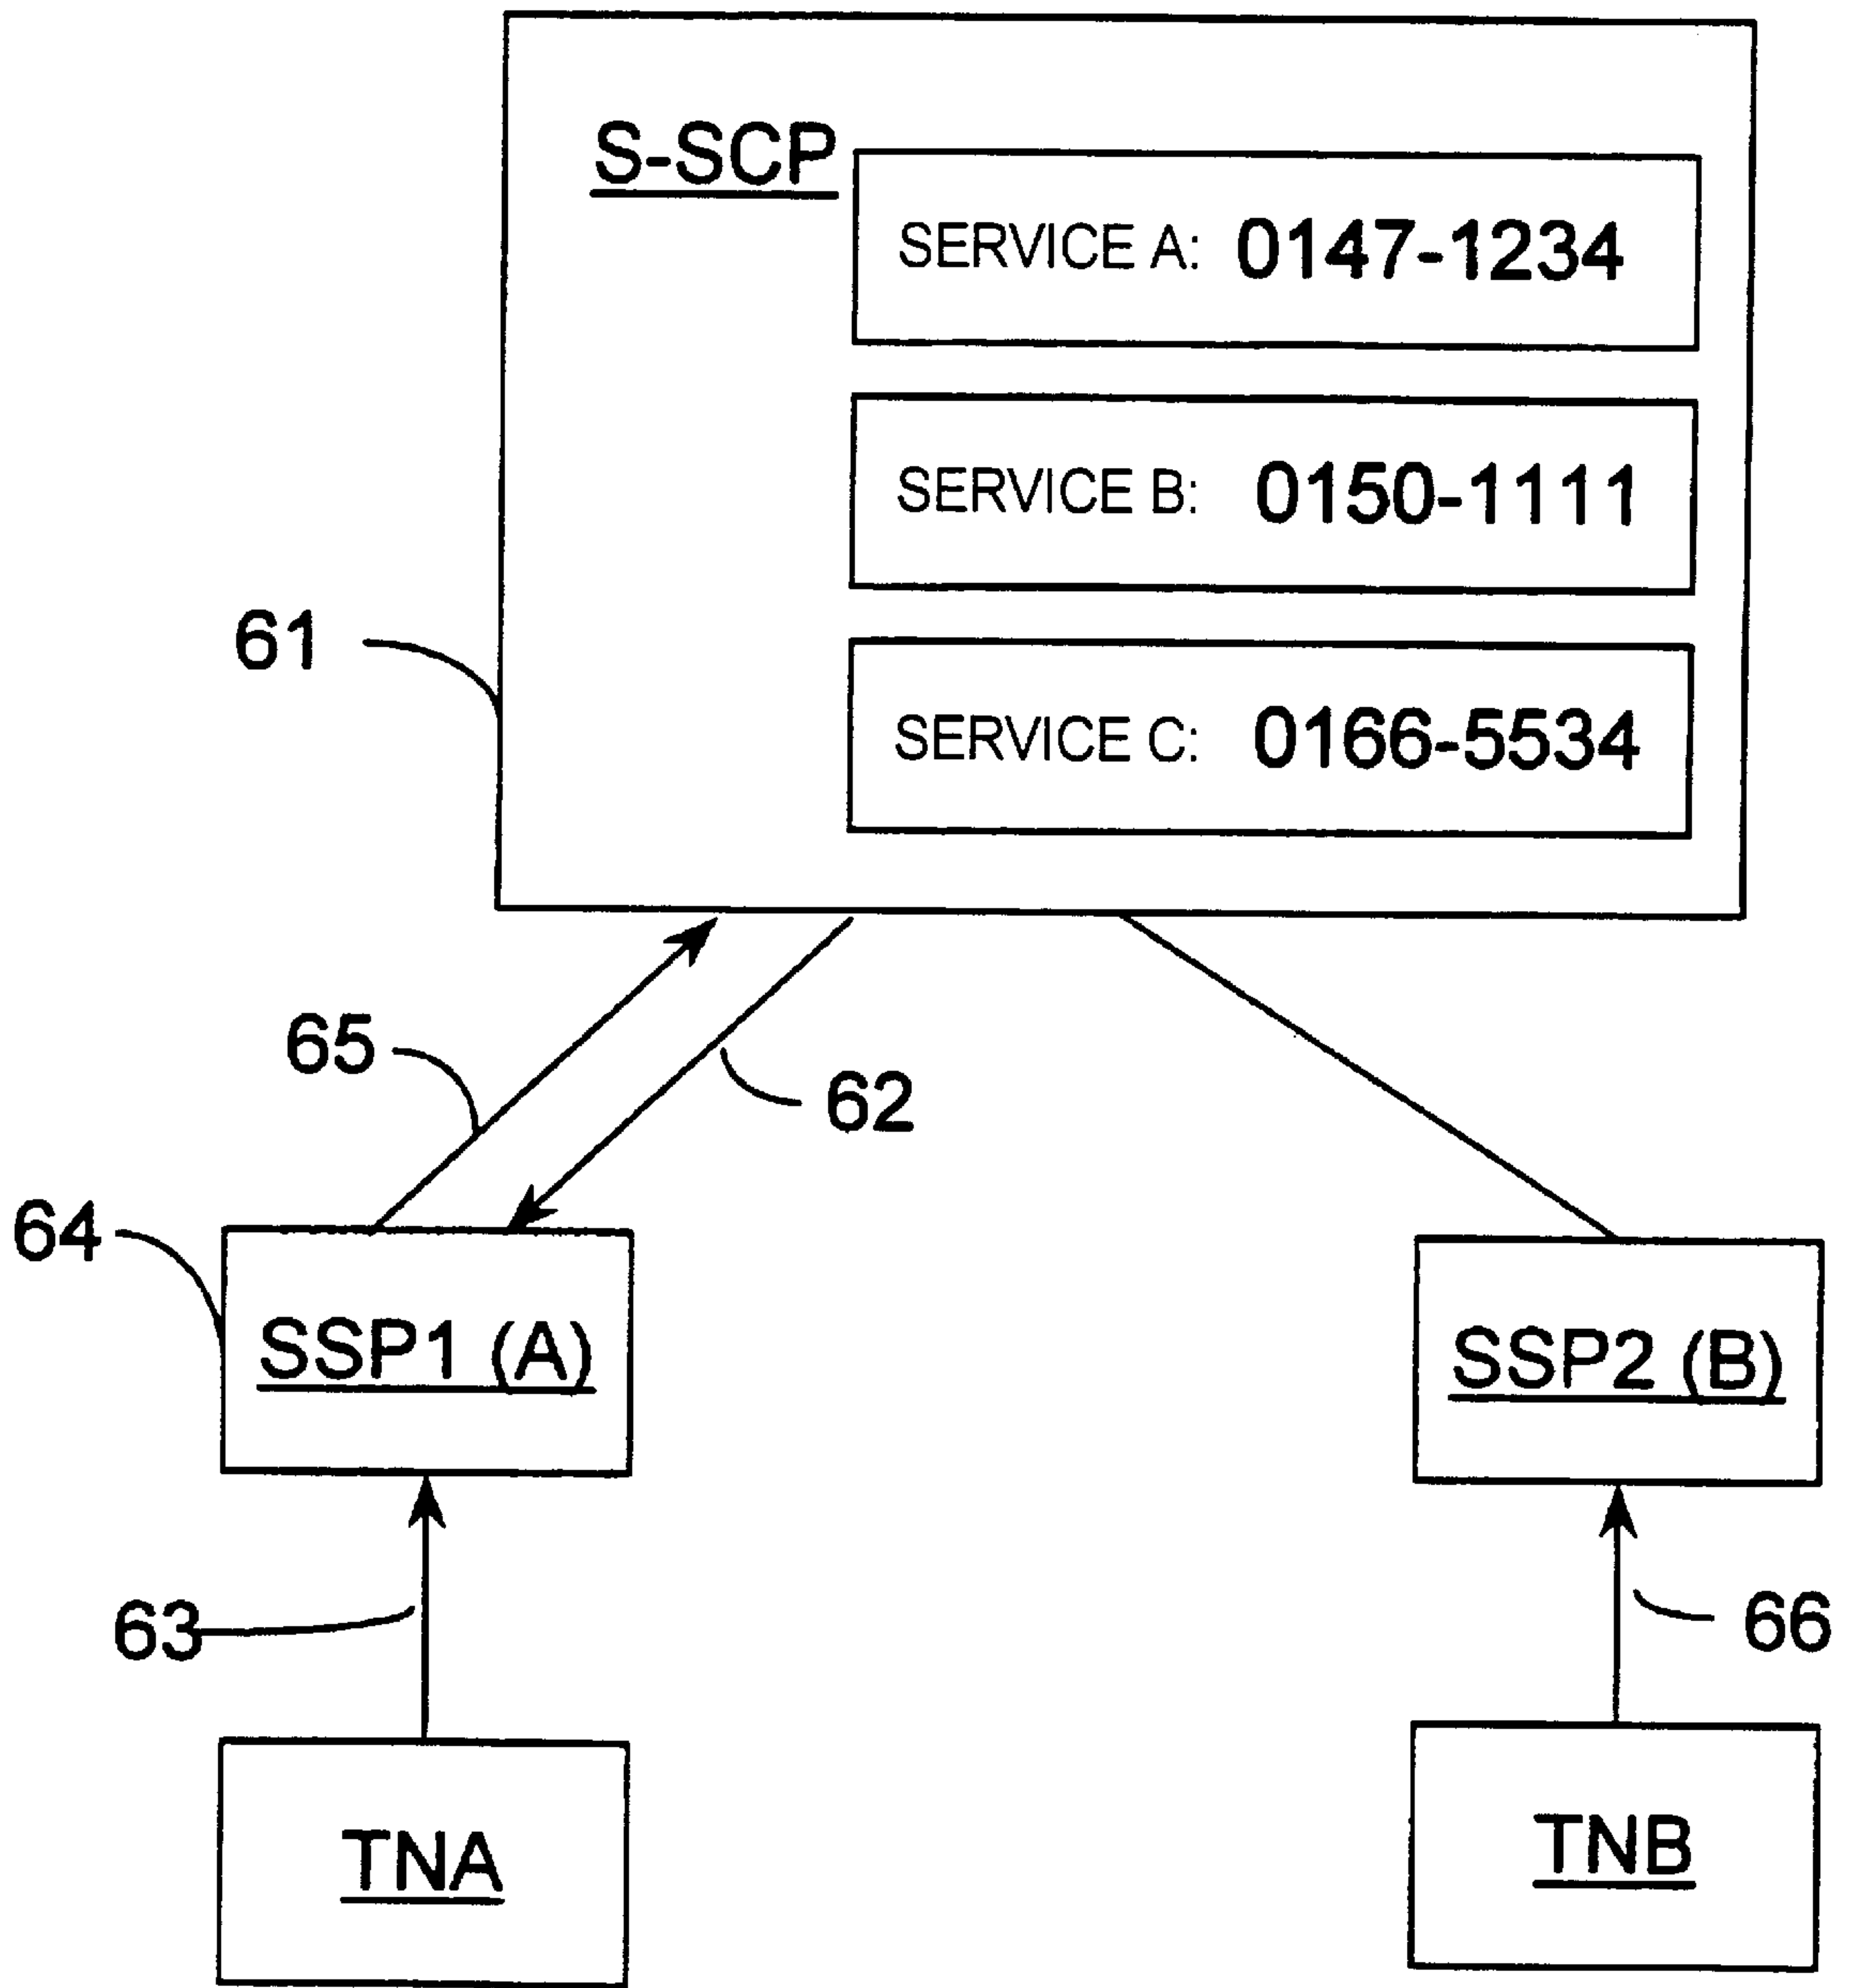 S-SCP
SERVICE A: 0147-1234
SERVICE B: 0150-1111
61
SERVICE C: 0166-5534
65
62
64
SSP1 (A)
SSP2 (B)
63
66
TNA
TNB